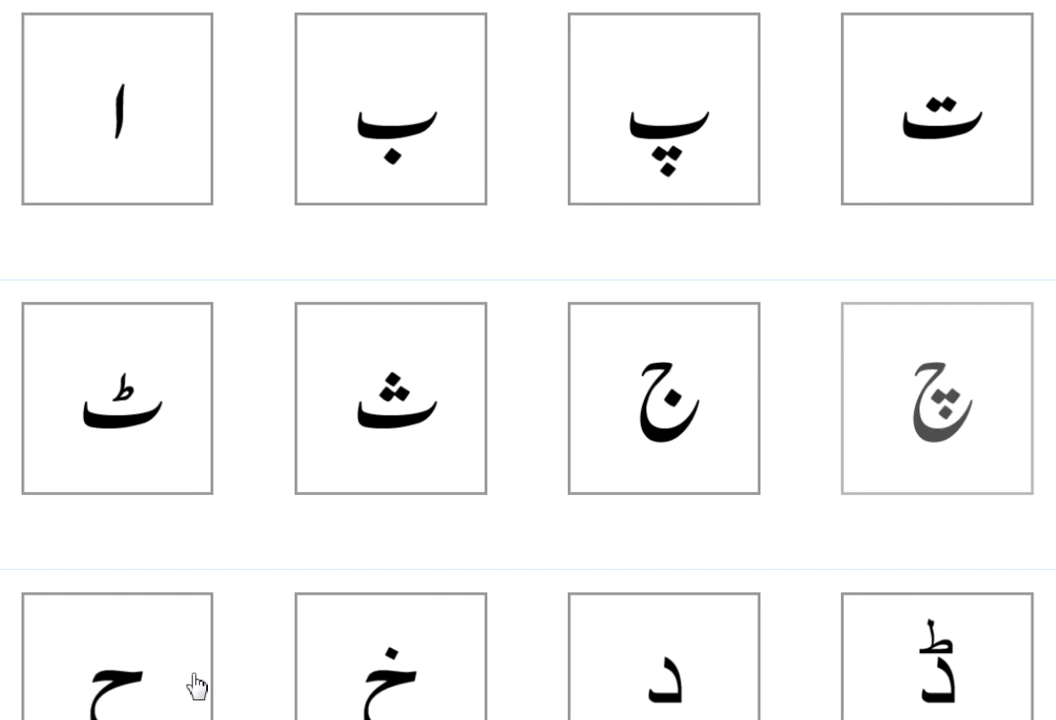 ا ب پ ت
ٹ ث ج چ
ح خ د ڈ